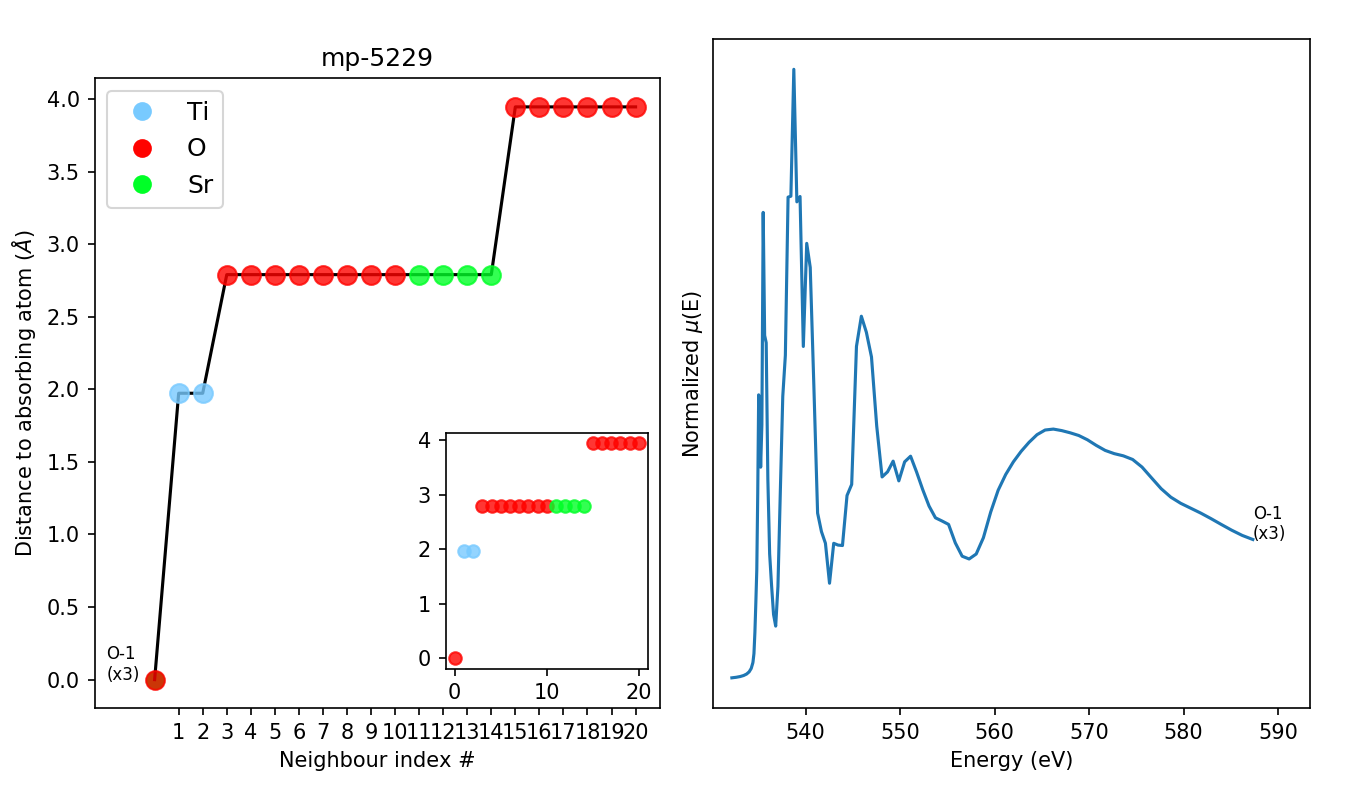 mp-5229
Ti
O
Sr
Distance to absorbing atom (Å)
4.0
3.5
3.0
2.5
2.0
1.5
1.0
0.5
0.0
O-1
(x3)
4
3
2
1
0
0 10 20
1 2 3 4 5 6 7 8 9 10 11 12 13 14 15 16 17 18 19 20
Neighbour index #
Normalized μ(E)
O-1
(x3)
540 550 560 570 580 590
Energy (eV)